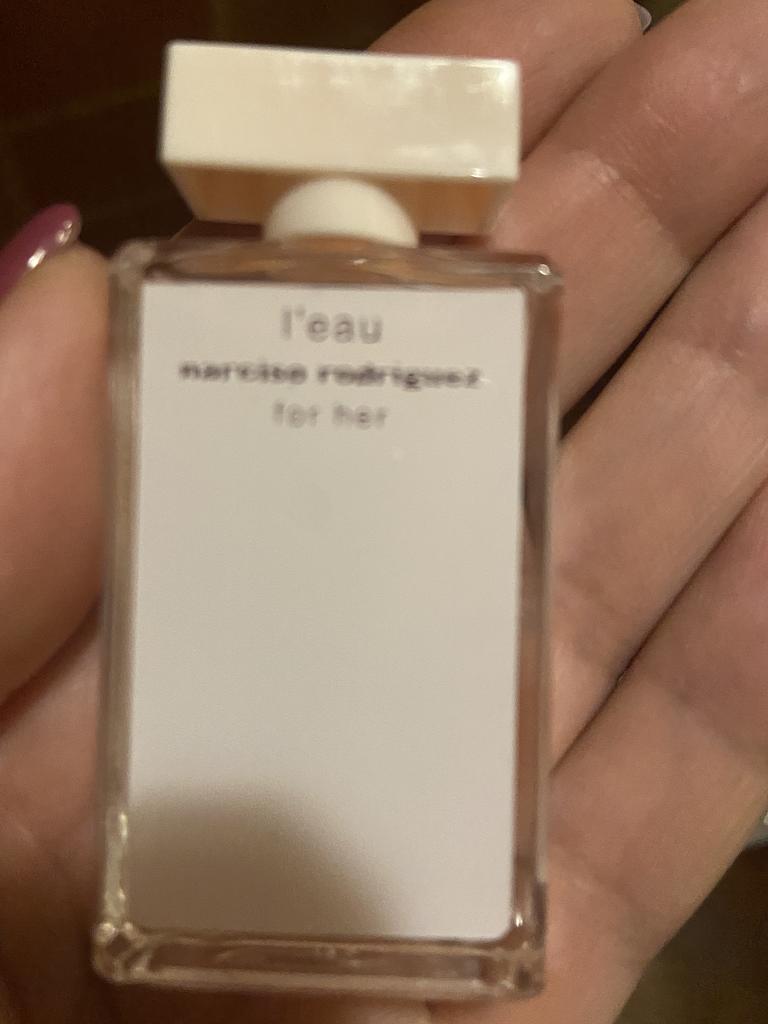 l'eau
narciso rodriguez
for her